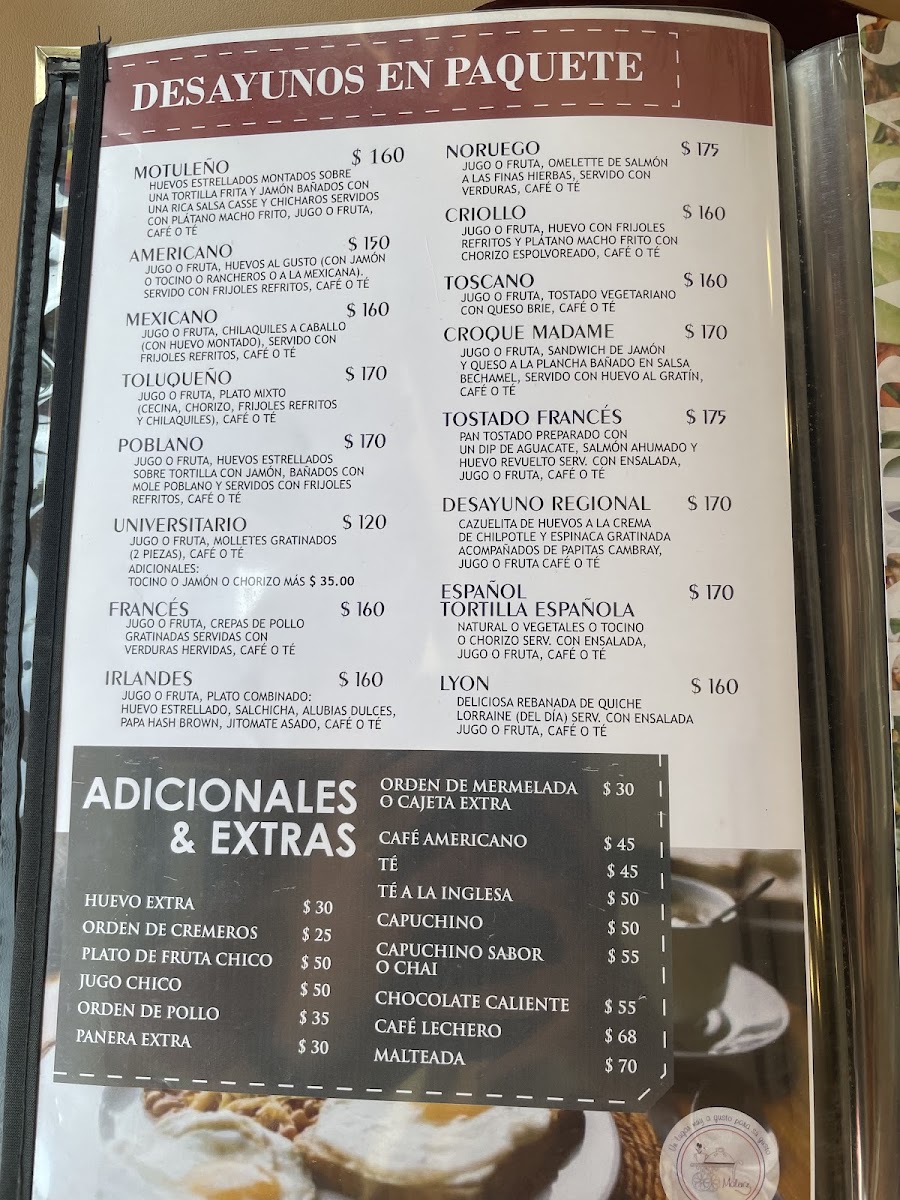 DESAYUNOS EN PAQUETE
MOTULEÑO $ 160
HUEVOS ESTRELLADOS MONTADOS SOBRE
UNA TORTILLA FRITA Y JAMÓN BAÑADOS CON
UNA RICA SALSA CASSE Y CHICHAROS SERVIDOS
CON PLÁTANO MACHO FRITO, JUGO O FRUTA,
CAFÉ O TÉ
AMERICANO $ 150
JUGO O FRUTA, HUEVOS AL GUSTO (CON JAMÓN
O TOCINO O RANCHEROS O A LA MEXICANA).
SERVIDO CON FRIJOLES REFRITOS, CAFÉ O TÉ
MEXICANO $ 160
JUGO O FRUTA, CHILAQUILES A CABALLO
(CON HUEVO MONTADO), SERVIDO CON
FRIJOLES REFRITOS, CAFÉ O TÉ
TOLUQUEÑO $ 170
JUGO O FRUTA, PLATO MIXTO
(CECINA, CHORIZO, FRIJOLES REFRITOS
Y CHILAQUILES), CAFÉ O TÉ
POBLANO $ 170
JUGO O FRUTA, HUEVOS ESTRELLADOS
SOBRE TORTILLA CON JAMÓN, BAÑADOS CON
MOLE POBLANO Y SERVIDOS CON FRIJOLES
REFRITOS, CAFÉ O TÉ
UNIVERSITARIO $ 120
JUGO O FRUTA, MOLLETES GRATINADOS
(2 PIEZAS), CAFÉ O TÉ
ADICIONALES:
TOCINO O JAMÓN O CHORIZO MÁS $ 35.00
FRANCÉS $ 160
JUGO O FRUTA, CREPAS DE POLLO
GRATINADAS SERVIDAS CON
VERDURAS HERVIDAS, CAFÉ O TÉ
IRLANDES $ 160
JUGO O FRUTA, PLATO COMBINADO:
HUEVO ESTRELLADO, SALCHICHA, ALUBIAS DULCES,
PAPA HASH BROWN, JITOMATE ASADO, CAFÉ O TÉ
NORUEGO $ 175
JUGO O FRUTA, OMELETTE DE SALMÓN
A LAS FINAS HIERBAS, SERVIDO CON
VERDURAS, CAFÉ O TÉ
CRIOLLO $ 160
JUGO O FRUTA, HUEVO CON FRIJOLES
REFRITOS Y PLÁTANO MACHO FRITO CON
CHORIZO ESPOLVOREADO, CAFÉ O TÉ
TOSCANO $ 160
JUGO O FRUTA, TOSTADO VEGETARIANO
CON QUESO BRIE, CAFÉ O TÉ
CROQUE MADAME $ 170
JUGO O FRUTA, SANDWICH DE JAMÓN
Y QUESO A LA PLANCHA BAÑADO EN SALSA
BECHAMEL, SERVIDO CON HUEVO AL GRATÍN,
CAFÉ O TÉ
TOSTADO FRANCÉS $ 175
PAN TOSTADO PREPARADO CON
UN DIP DE AGUACATE, SALMÓN AHUMADO Y
HUEVO REVUELTO SERV. CON ENSALADA,
JUGO O FRUTA, CAFÉ O TÉ
DESAYUNO REGIONAL $ 170
CAZUELITA DE HUEVOS A LA CREMA
DE CHILPOTLE Y ESPINACA GRATINADA
ACOMPAÑADOS DE PAPITAS CAMBRAY,
JUGO O FRUTA CAFÉ O TÉ
ESPAÑOL $ 170
TORTILLA ESPAÑOLA
NATURAL O VEGETALES O TOCINO
O CHORIZO SERV. CON ENSALADA,
JUGO O FRUTA, CAFÉ O TÉ
LYON $ 160
DELICIOSA REBANADA DE QUICHE
LORRAINE (DEL DÍA) SERV. CON ENSALADA
JUGO O FRUTA, CAFÉ O TÉ
ADICIONALES
& EXTRAS
HUEVO EXTRA $ 30
ORDEN DE CREMEROS $ 25
PLATO DE FRUTA CHICO $ 50
JUGO CHICO $ 50
ORDEN DE POLLO $ 35
PANERA EXTRA $ 30
ORDEN DE MERMELADA $ 30
O CAJETA EXTRA
CAFÉ AMERICANO $ 45
TÉ $ 45
TÉ A LA INGLESA $ 50
CAPUCHINO $ 50
CAPUCHINO SABOR $ 55
O CHAI
CHOCOLATE CALIENTE $ 55
CAFÉ LECHERO $ 68
MALTEADA $ 70